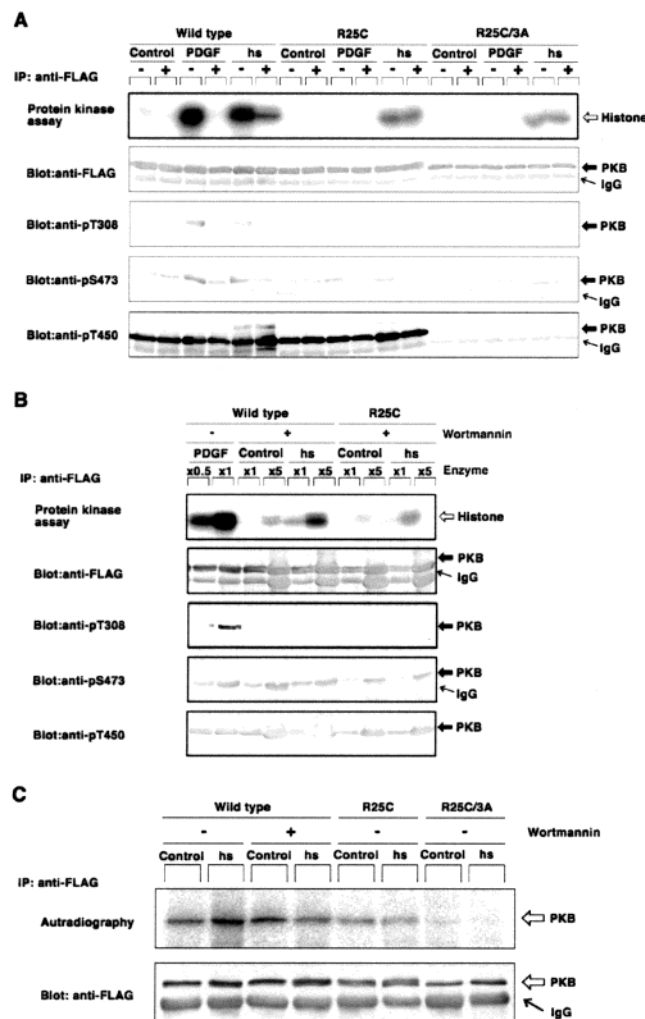 A
Wild type R25C R25C/3A
Control PDGF hs Control PDGF hs Control PDGF hs
- + - + - + - + - + - + - + - + - +
IP: anti-FLAG
Protein kinase assay
Histone
Blot:anti-FLAG
PKB
IgG
Blot:anti-pT308
PKB
Blot:anti-pS473
PKB
IgG
Blot:anti-pT450
PKB
IgG
B
Wild type R25C
- + + Wortmannin
PDGF Control hs Control hs
x0.5 x1 x1 x5 x1 x5 x1 x5 x1 x5 Enzyme
IP: anti-FLAG
Protein kinase assay
Histone
Blot:anti-FLAG
PKB
IgG
Blot:anti-pT308
PKB
Blot:anti-pS473
PKB
IgG
Blot:anti-pT450
PKB
C
Wild type R25C R25C/3A
- + - - Wortmannin
Control hs Control hs Control hs Control hs
IP: anti-FLAG
Autradiography
PKB
Blot: anti-FLAG
PKB
IgG